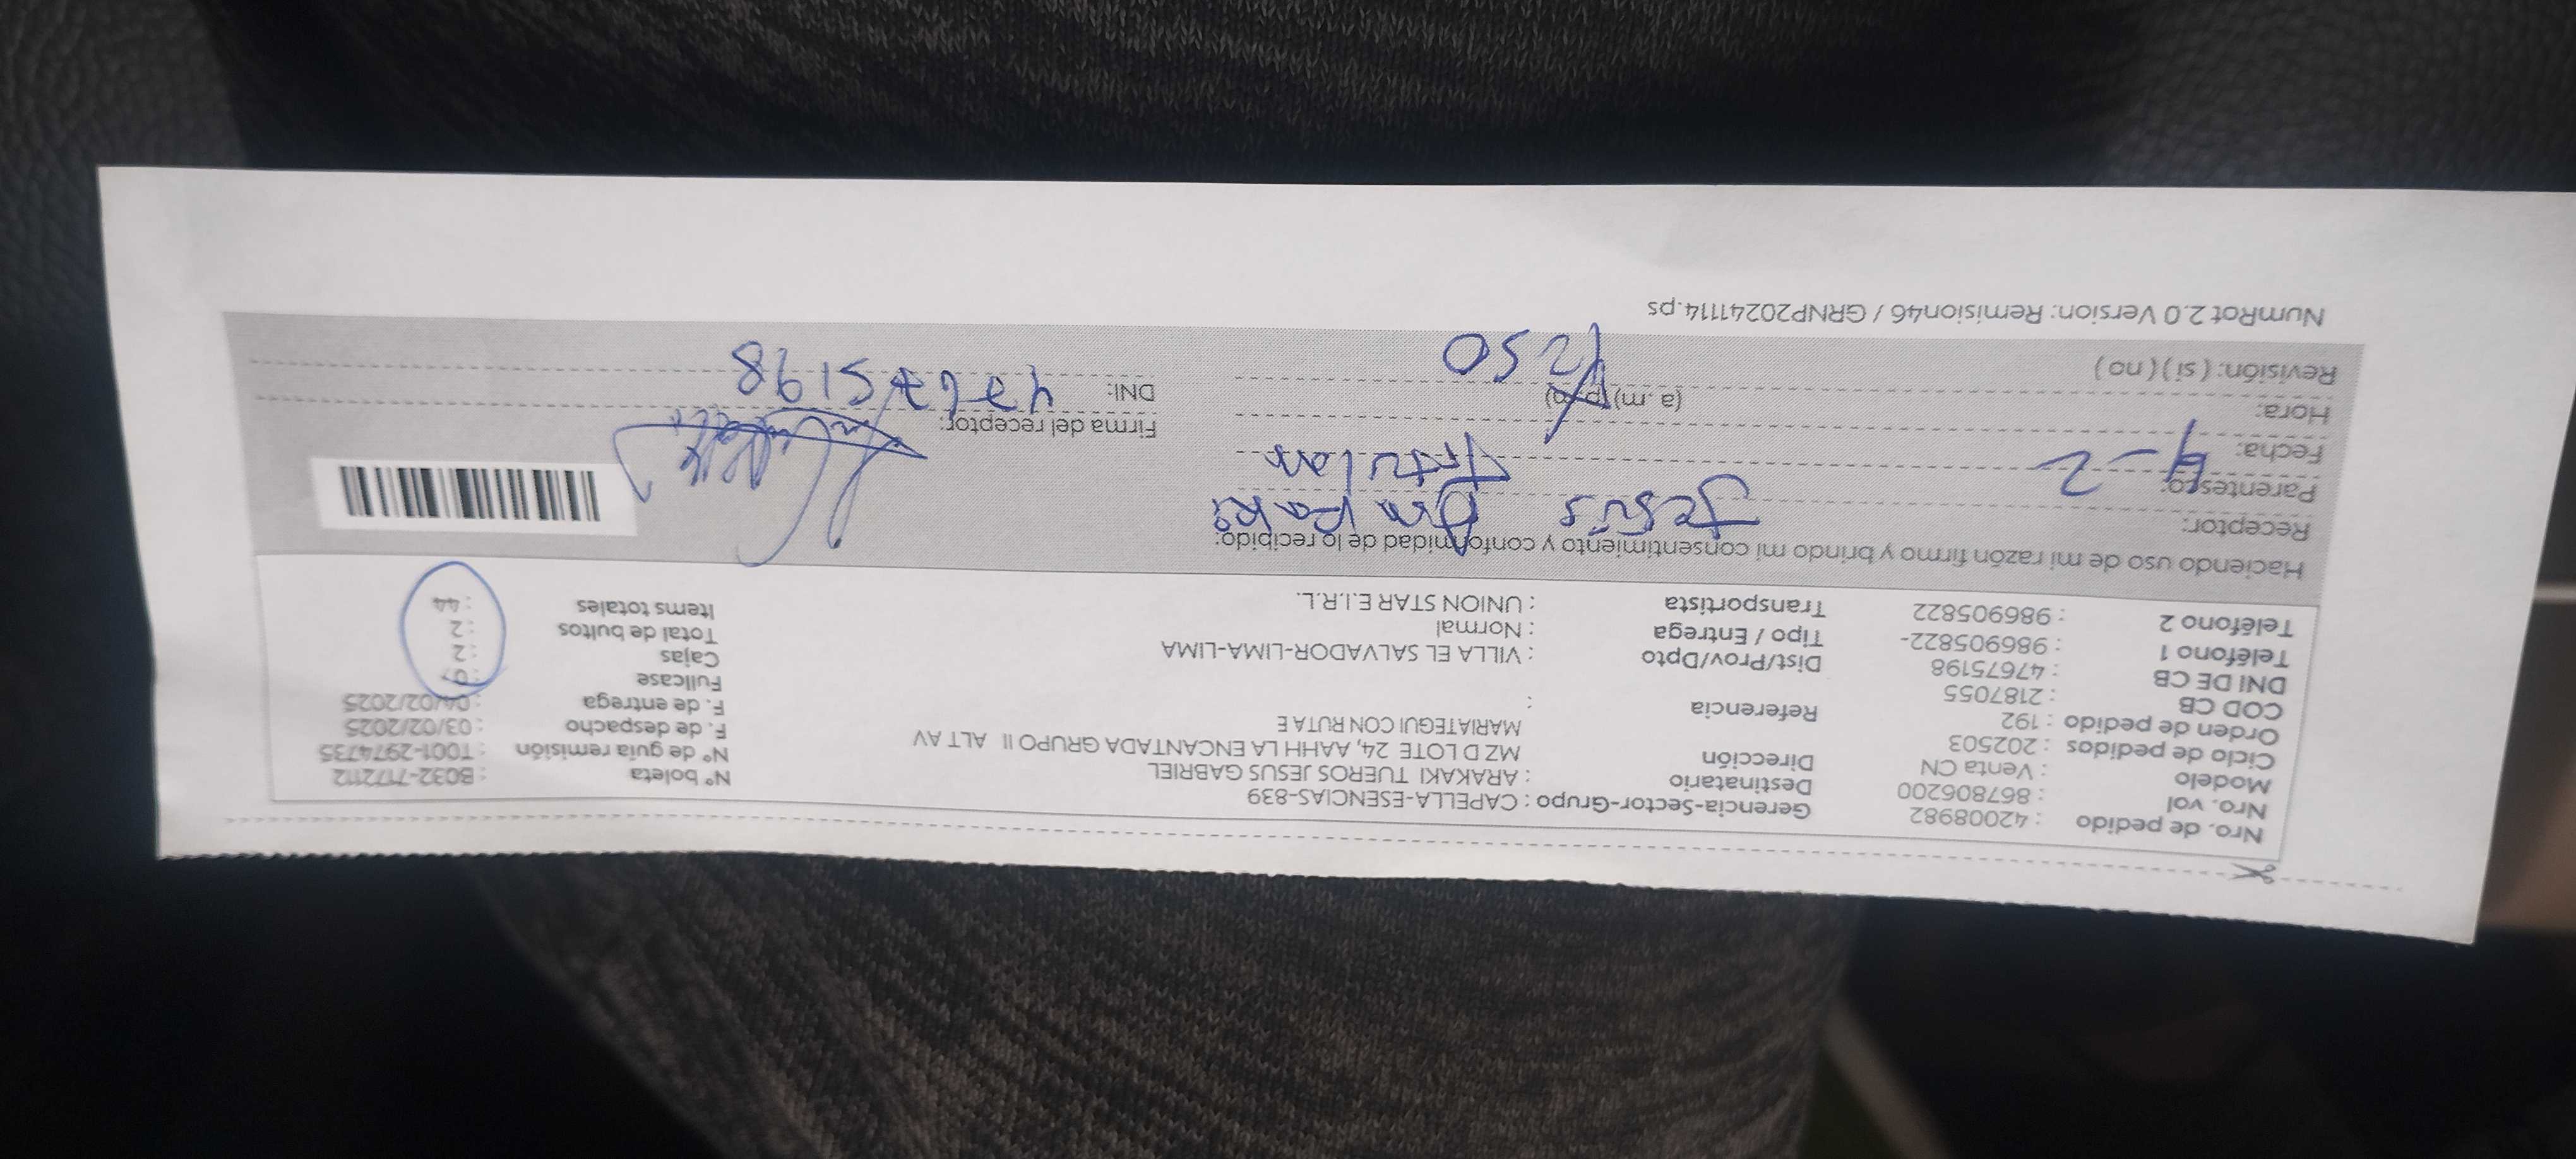 Nro. de pedido : 42008982 Gerencia-Sector-Grupo : CAPELLA-ESENCIAS-839 N° boleta : B032-7172112
Nro. vol : 867806200 Destinatario : ARAKAKI TUEROS JESUS GABRIEL N° de guía remisión : T001-2974735
Modelo : Venta CN Dirección MZ D LOTE 24, AAHH LA ENCANTADA GRUPO II ALT AV F. de despacho : 03/02/2025
Ciclo de pedidos : 202503 MARIATEGUI CON RUTA E F. de entrega : 04/02/2025
Orden de pedido : 192 Referencia : Fullcase : 0
COD CB : 2187055 Dist/Prov/Dpto : VILLA EL SALVADOR-LIMA-LIMA Cajas : 2
DNI DE CB : 47675198 Tipo / Entrega : Normal Total de bultos : 2
Teléfono 1 : 986905822- Transportista : UNION STAR E.I.R.L. Items totales : 44
Teléfono 2 : 986905822
Haciendo uso de mi razón firmo y brindo mi consentimiento y conformidad de lo recibido:
Receptor: Jesús Arakaki
Parentesco: Titular
Fecha: 4-2 Firma del receptor:
Hora: (a.m) (p.m) 1250 DNI: 47675198
Revisión: ( si ) ( no )
NumRot 2.0 Version: Remision46 / GRNP20241114.ps